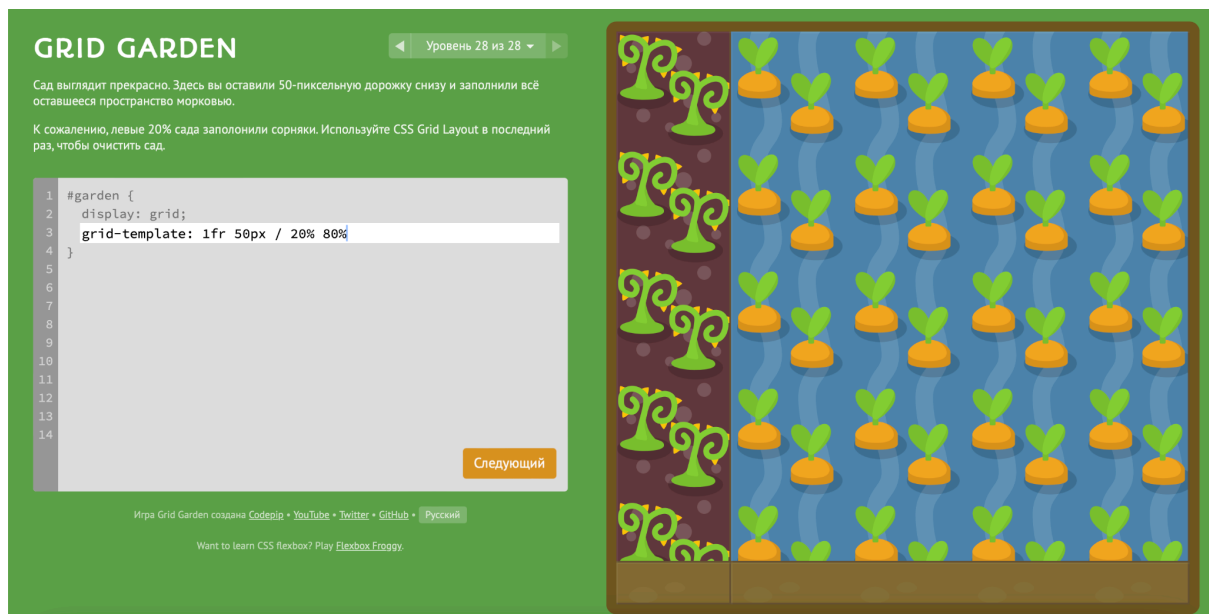 GRID GARDEN
Уровень 28 из 28
Сад выглядит прекрасно. Здесь вы оставили 50-пиксельную дорожку снизу и заполнили всё
оставшееся пространство морковью.
К сожалению, левые 20% сада заполонили сорняки. Используйте CSS Grid Layout в последний
раз, чтобы очистить сад.
1 #garden {
2 display: grid;
3 grid-template: 1fr 50px / 20% 80%
4 }
5
6
7
8
9
10
11
12
13
14
Следующий
Игра Grid Garden создана Codepip • YouTube • Twitter • GitHub • Русский
Want to learn CSS flexbox? Play Flexbox Froggy.